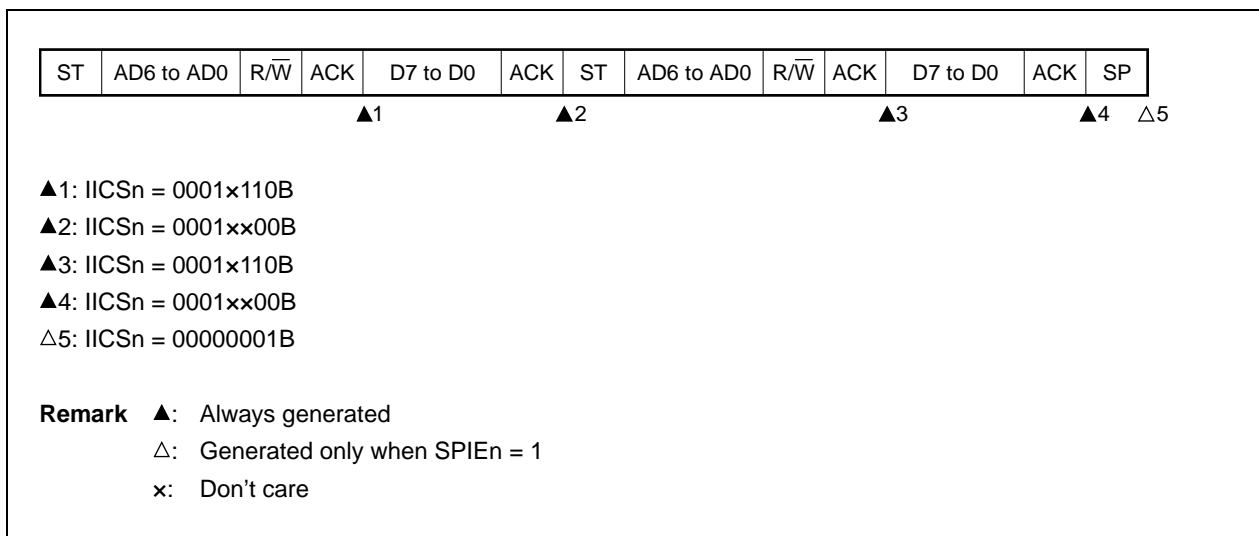 ST AD6 to AD0 R/W̅ ACK D7 to D0 ACK ST AD6 to AD0 R/W̅ ACK D7 to D0 ACK SP
▲1 ▲2 ▲3 ▲4 △5
▲1: IICSn = 0001×110B
▲2: IICSn = 0001××00B
▲3: IICSn = 0001×110B
▲4: IICSn = 0001××00B
△5: IICSn = 00000001B
Remark ▲: Always generated
△: Generated only when SPIEn = 1
×: Don't care